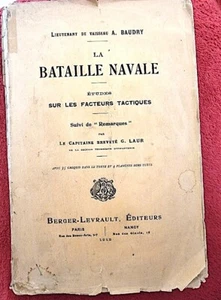 LIEUTENANT DE VAISSEAU A. BAUDRY
LA
BATAILLE NAVALE
ÉTUDES
SUR LES FACTEURS TACTIQUES
Suivi de "Remarques"
PAR
LE CAPITAINE BREVETÉ G. LAUR
BERGER-LEVRAULT, ÉDITEURS
PARIS NANCY
1912